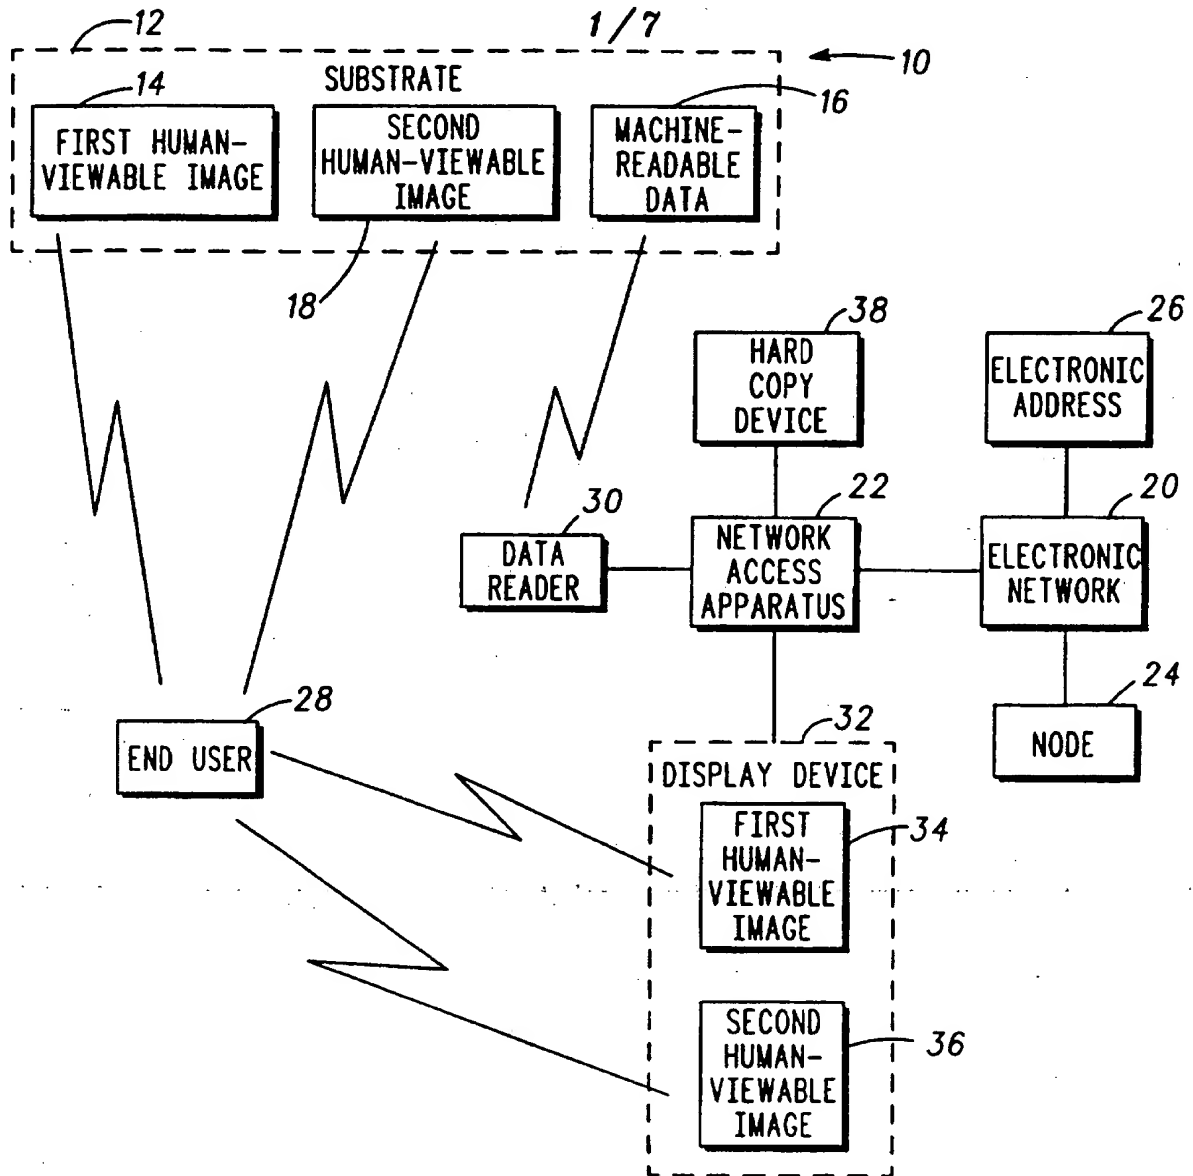 1/7
12
10
SUBSTRATE
14
16
FIRST HUMAN-
VIEWABLE IMAGE
SECOND
HUMAN-VIEWABLE
IMAGE
MACHINE-
READABLE
DATA
18
38
26
HARD
COPY
DEVICE
ELECTRONIC
ADDRESS
30
22
20
DATA
READER
NETWORK
ACCESS
APPARATUS
ELECTRONIC
NETWORK
28
24
END USER
32
NODE
DISPLAY DEVICE
FIRST
HUMAN-
VIEWABLE
IMAGE
34
SECOND
HUMAN-
VIEWABLE
IMAGE
36